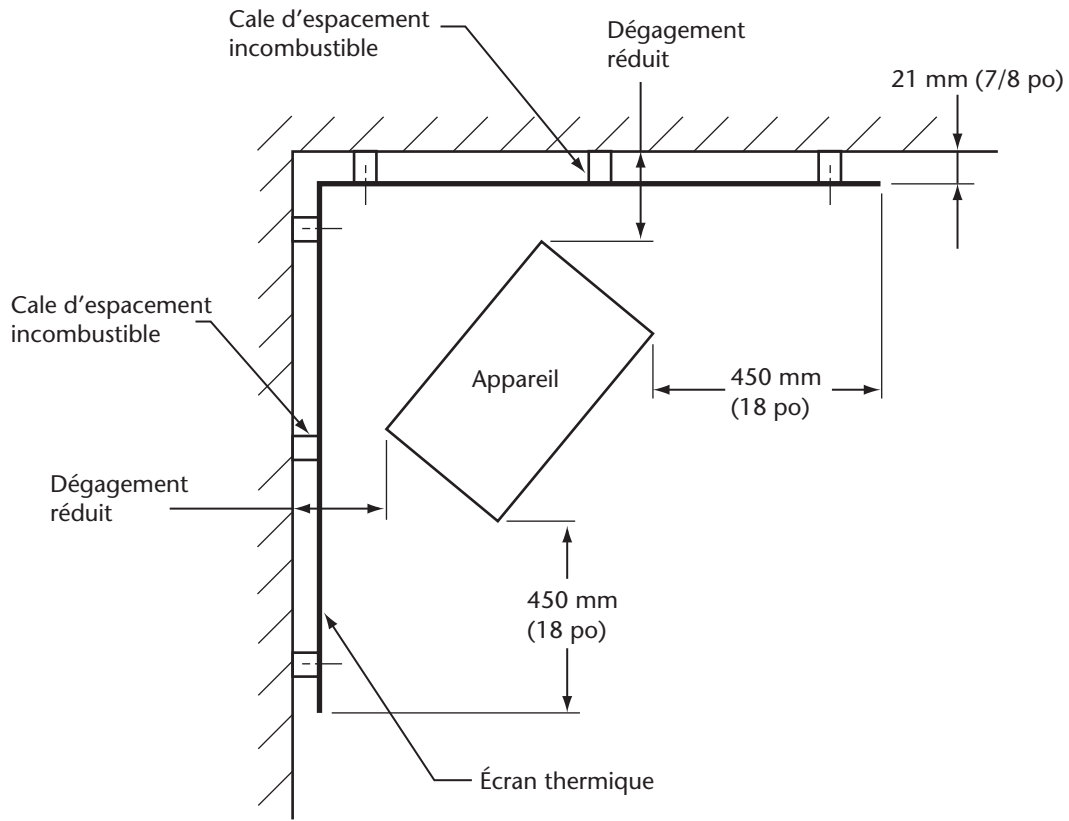 Cale d’espacement
incombustible
Dégagement
réduit
21 mm (7/8 po)
Cale d’espacement
incombustible
Appareil
450 mm
(18 po)
Dégagement
réduit
450 mm
(18 po)
Écran thermique